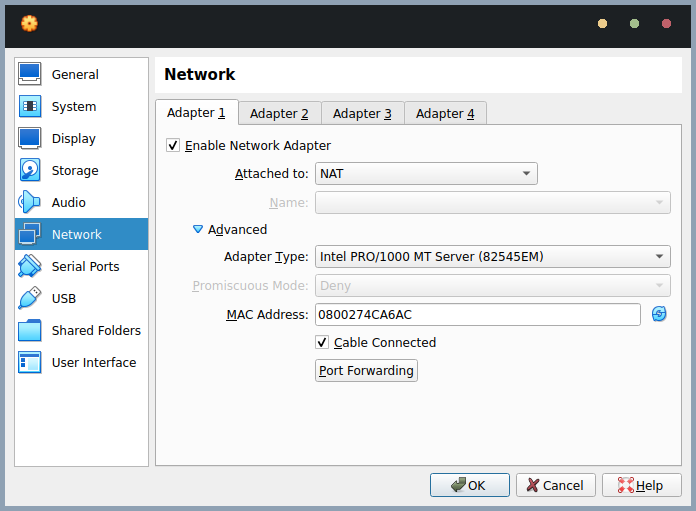 General
System
Display
Storage
Audio
Network
Serial Ports
USB
Shared Folders
User Interface
Network
Adapter 1 Adapter 2 Adapter 3 Adapter 4
Enable Network Adapter
Attached to: NAT
Name:
Advanced
Adapter Type: Intel PRO/1000 MT Server (82545EM)
Promiscuous Mode: Deny
MAC Address: 0800274CA6AC
Cable Connected
Port Forwarding
OK Cancel Help